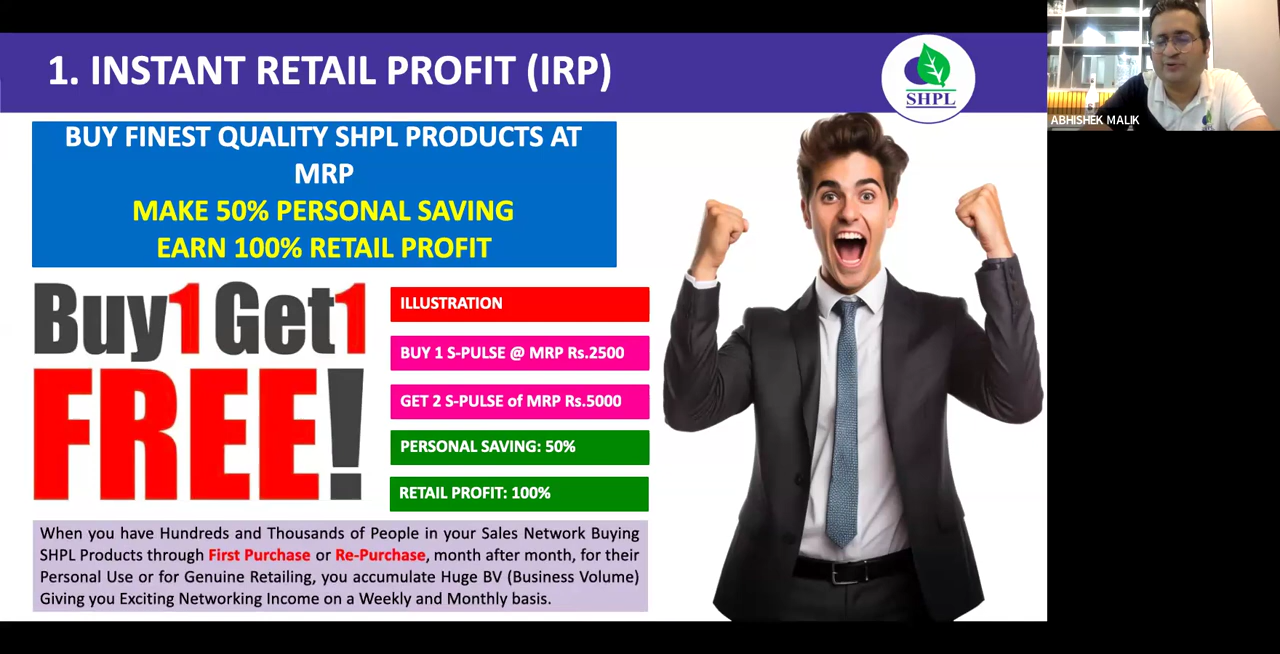 1. INSTANT RETAIL PROFIT (IRP)
SHPL
ABHISHEK MALIK
BUY FINEST QUALITY SHPL PRODUCTS AT
MRP
MAKE 50% PERSONAL SAVING
EARN 100% RETAIL PROFIT
Buy1 Get1
FREE!
ILLUSTRATION
BUY 1 S-PULSE @ MRP Rs.2500
GET 2 S-PULSE of MRP Rs.5000
PERSONAL SAVING: 50%
RETAIL PROFIT: 100%
When you have Hundreds and Thousands of People in your Sales Network Buying
SHPL Products through First Purchase or Re-Purchase, month after month, for their
Personal Use or for Genuine Retailing, you accumulate Huge BV (Business Volume)
Giving you Exciting Networking Income on a Weekly and Monthly basis.